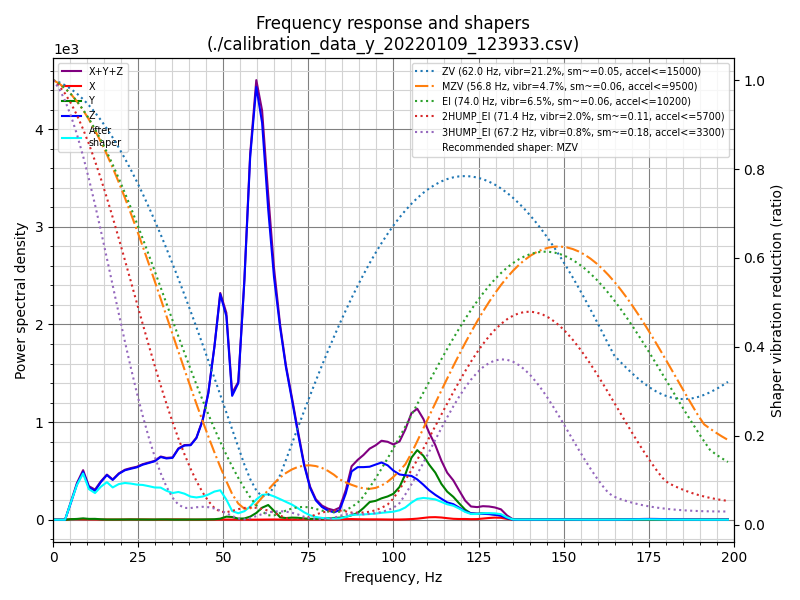 Frequency response and shapers
(./calibration_data_y_20220109_123933.csv)
1e3
X+Y+Z
X
Y
Z
After
shaper
ZV (62.0 Hz, vibr=21.2%, sm~=0.05, accel<=15000)
MZV (56.8 Hz, vibr=4.7%, sm~=0.06, accel<=9500)
EI (74.0 Hz, vibr=6.5%, sm~=0.06, accel<=10200)
2HUMP_EI (71.4 Hz, vibr=2.0%, sm~=0.11, accel<=5700)
3HUMP_EI (67.2 Hz, vibr=0.8%, sm~=0.18, accel<=3300)
Recommended shaper: MZV
Power spectral density
4
3
2
1
0
Shaper vibration reduction (ratio)
1.0
0.8
0.6
0.4
0.2
0.0
0 25 50 75 100 125 150 175 200
Frequency, Hz